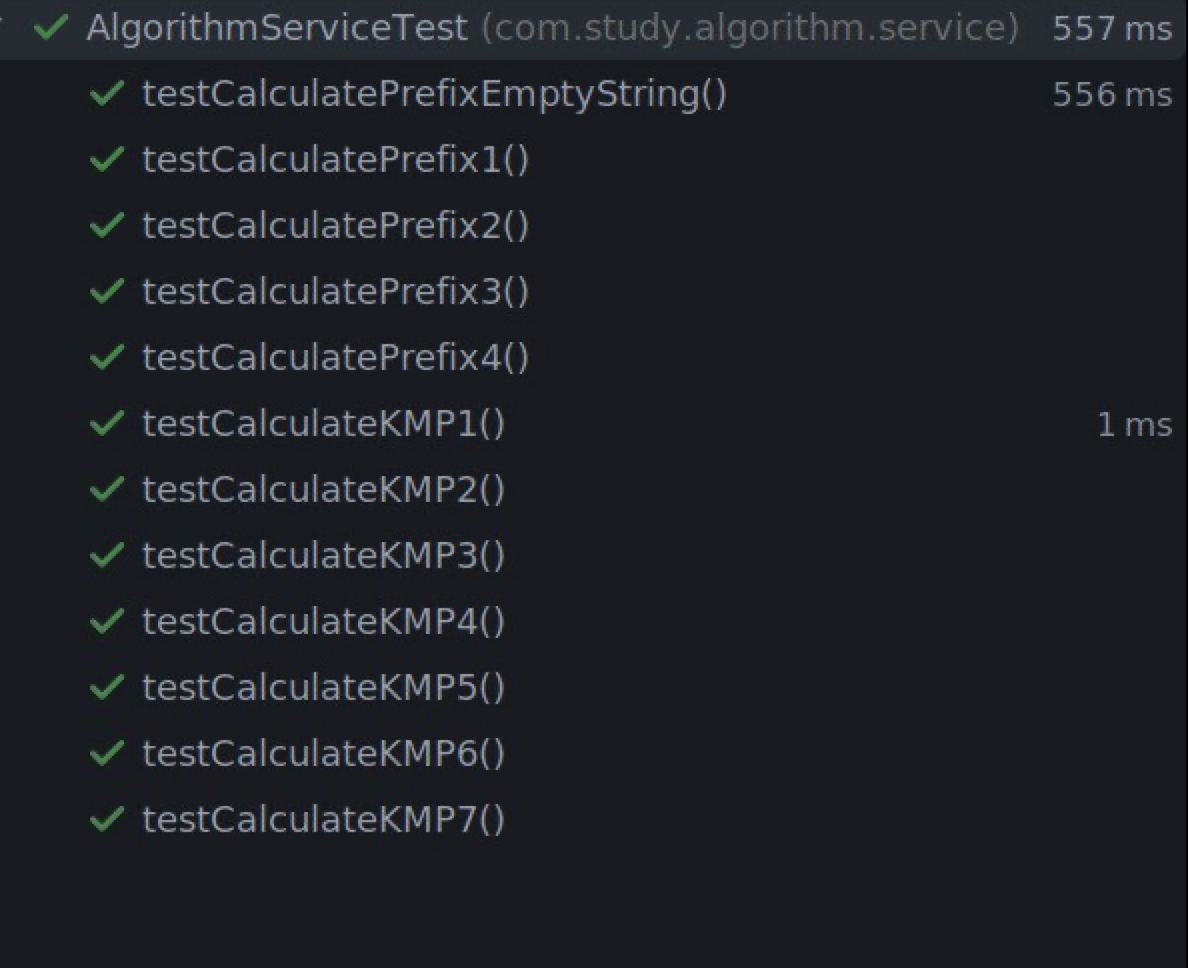 AlgorithmServiceTest (com.study.algorithm.service) 557 ms
testCalculatePrefixEmptyString() 556 ms
testCalculatePrefix1()
testCalculatePrefix2()
testCalculatePrefix3()
testCalculatePrefix4()
testCalculateKMP1() 1 ms
testCalculateKMP2()
testCalculateKMP3()
testCalculateKMP4()
testCalculateKMP5()
testCalculateKMP6()
testCalculateKMP7()